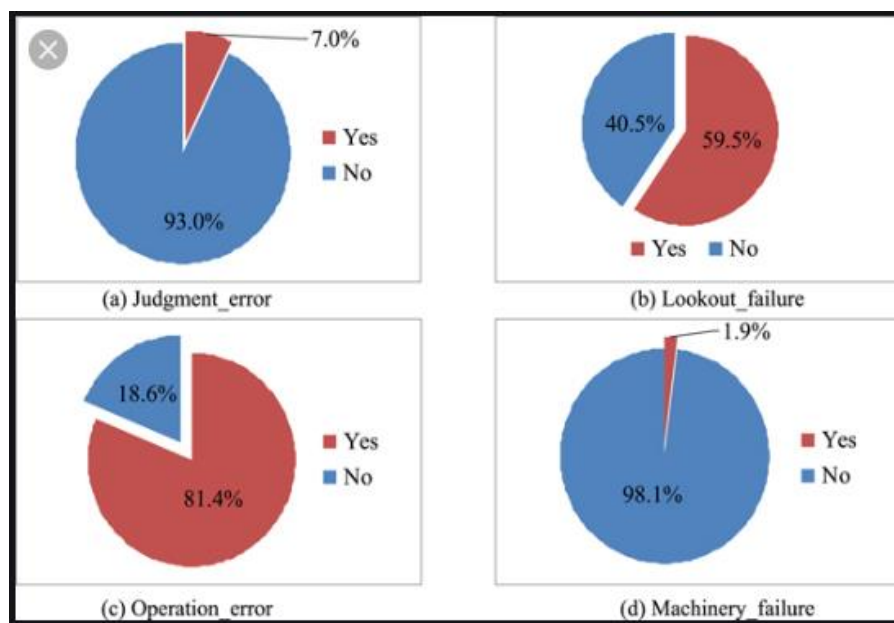 7.0%
Yes
No
93.0%
(a) Judgment_error
40.5%
59.5%
Yes No
(b) Lookout_failure
18.6%
Yes
No
81.4%
(c) Operation_error
1.9%
Yes
No
98.1%
(d) Machinery_failure